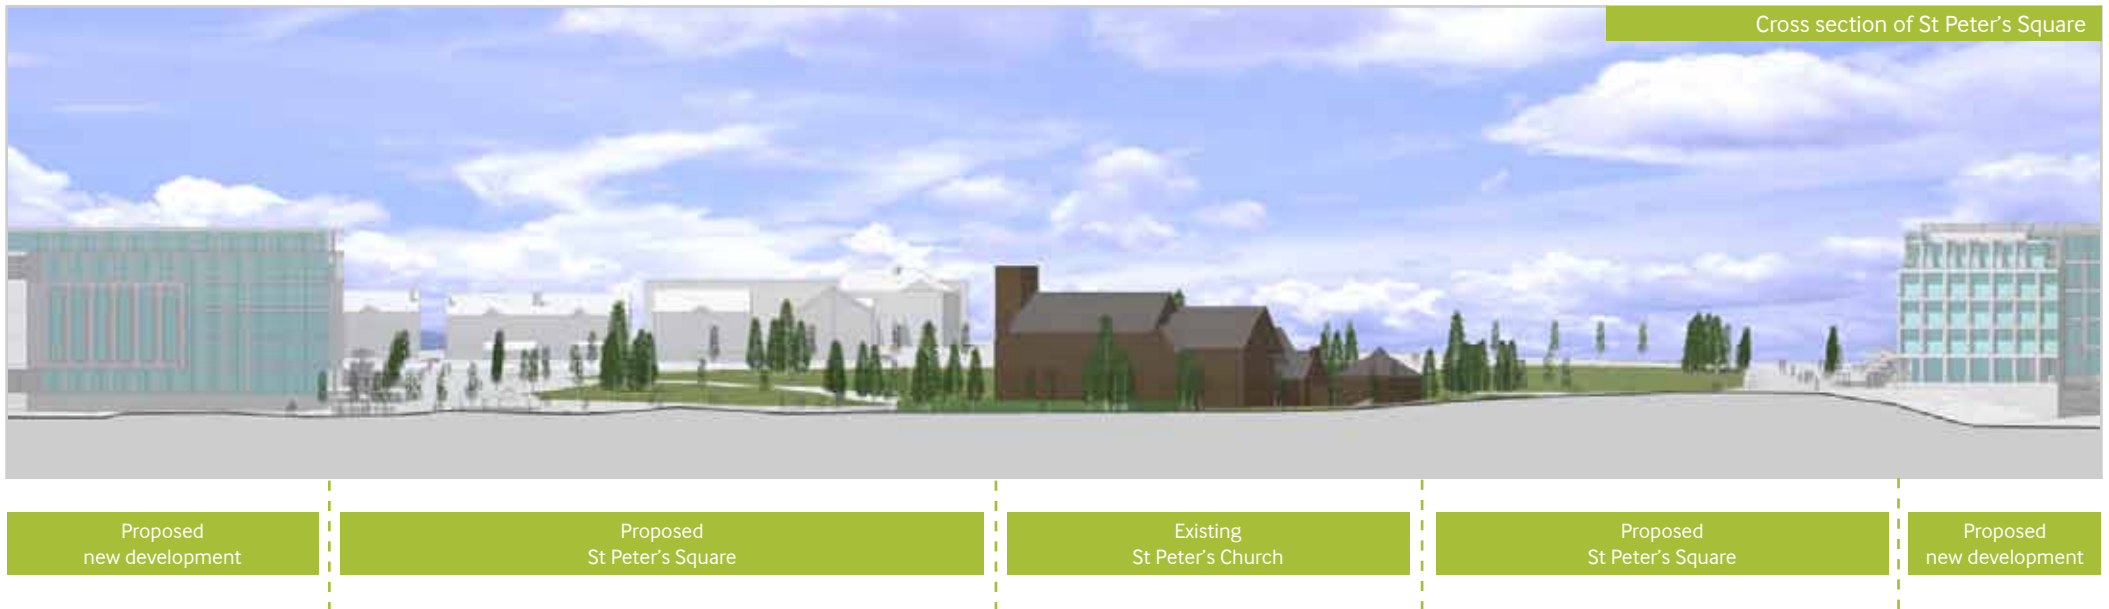 Cross section of St Peter’s Square
Proposed
new development
Proposed
St Peter’s Square
Existing
St Peter’s Church
Proposed
St Peter’s Square
Proposed
new development